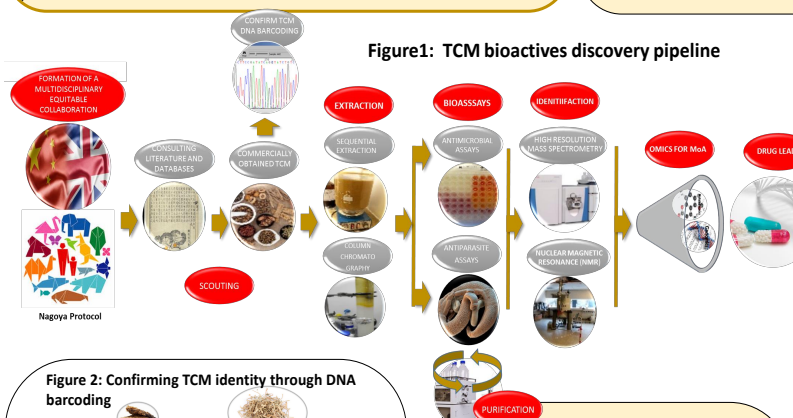 CONFIRM TCM
DNA BARCODING
Figure1: TCM bioactives discovery pipeline
FORMATION OF A
MULTIDISCIPLINARY
EQUITABLE
COLLABORATION
CONSULTING
LITERATURE AND
DATABASES
COMMERCIALLY
OBTAINED TCM
SCOUTING
Nagoya Protocol
EXTRACTION
SEQUENTIAL
EXTRACTION
COLUMN
CHROMATO
GRAPHY
BIOASSSAYS
ANTIMICROBIAL
ASSAYS
ANTIPARASITE
ASSAYS
IDENITIIFACTION
HIGH RESOLUTION
MASS SPECTROMETRY
NUCLEAR MAGNETIC
RESONANCE (NMR)
OMICS FOR MoA
DRUG LEAD
PURIFICATION
Figure 2: Confirming TCM identity through DNA
barcoding